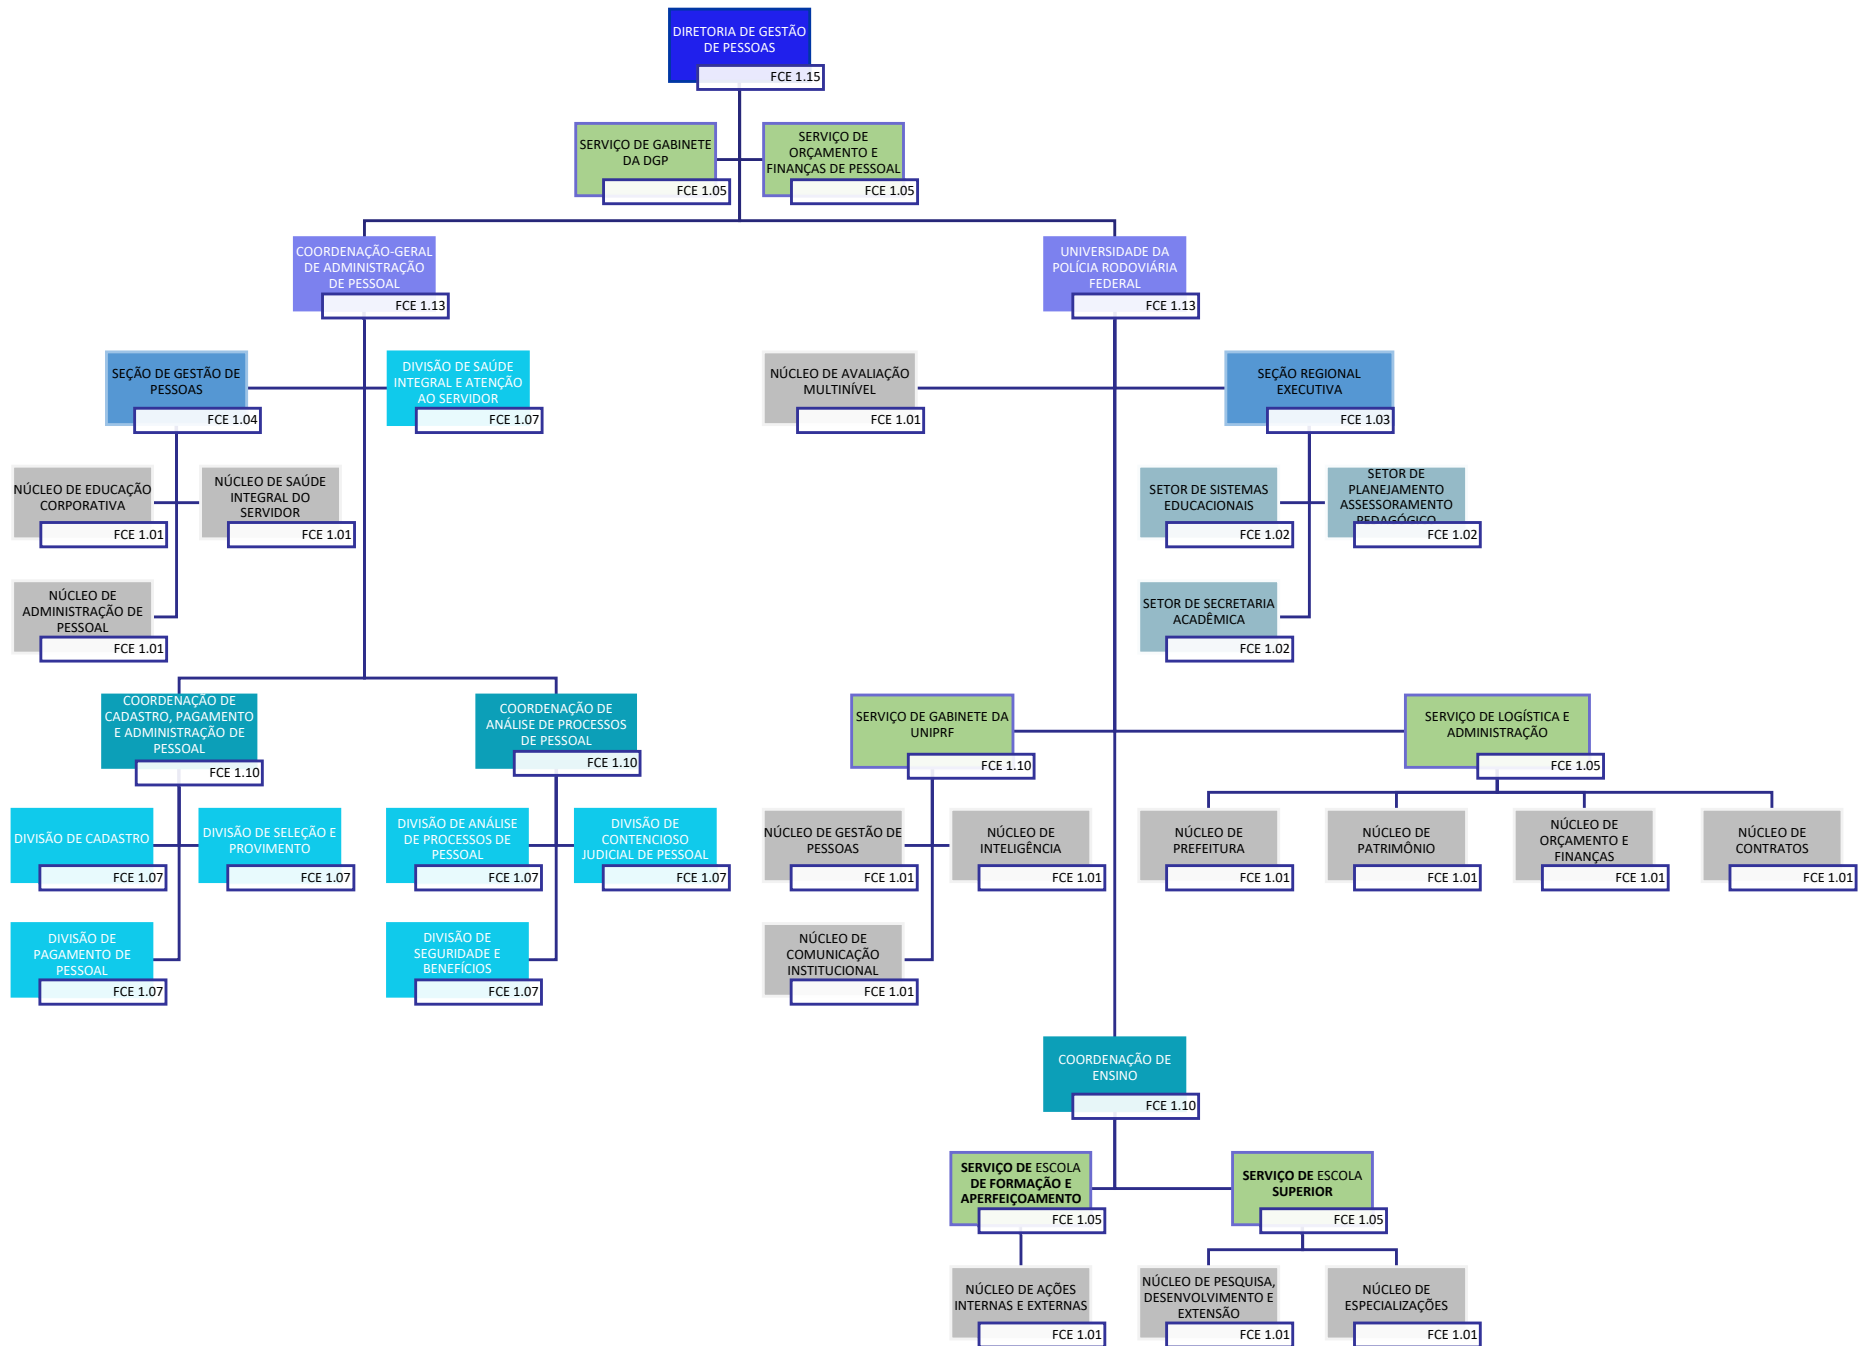 DIRETORIA DE GESTÃO
DE PESSOAS
FCE 1.15
SERVIÇO DE GABINETE
DA DGP
FCE 1.05
SERVIÇO DE
ORÇAMENTO E
FINANÇAS DE PESSOAL
FCE 1.05
COORDENAÇÃO-GERAL
DE ADMINISTRAÇÃO
DE PESSOAL
FCE 1.13
UNIVERSIDADE DA
POLÍCIA RODOVIÁRIA
FEDERAL
FCE 1.13
SEÇÃO DE GESTÃO DE
PESSOAS
FCE 1.04
DIVISÃO DE SAÚDE
INTEGRAL E ATENÇÃO
AO SERVIDOR
FCE 1.07
NÚCLEO DE AVALIAÇÃO
MULTINÍVEL
FCE 1.01
SEÇÃO REGIONAL
EXECUTIVA
FCE 1.03
NÚCLEO DE EDUCAÇÃO
CORPORATIVA
FCE 1.01
NÚCLEO DE SAÚDE
INTEGRAL DO
SERVIDOR
FCE 1.01
SETOR DE SISTEMAS
EDUCACIONAIS
FCE 1.02
SETOR DE
PLANEJAMENTO
ASSESSORAMENTO
PEDAGÓGICO
FCE 1.02
NÚCLEO DE
ADMINISTRAÇÃO DE
PESSOAL
FCE 1.01
SETOR DE SECRETARIA
ACADÊMICA
FCE 1.02
COORDENAÇÃO DE
CADASTRO, PAGAMENTO
E ADMINISTRAÇÃO DE
PESSOAL
FCE 1.10
COORDENAÇÃO DE
ANÁLISE DE PROCESSOS
DE PESSOAL
FCE 1.10
SERVIÇO DE GABINETE DA
UNIPRF
FCE 1.10
SERVIÇO DE LOGÍSTICA E
ADMINISTRAÇÃO
FCE 1.05
DIVISÃO DE CADASTRO
FCE 1.07
DIVISÃO DE SELEÇÃO E
PROVIMENTO
FCE 1.07
DIVISÃO DE ANÁLISE
DE PROCESSOS DE
PESSOAL
FCE 1.07
DIVISÃO DE
CONTENCIOSO
JUDICIAL DE PESSOAL
FCE 1.07
NÚCLEO DE GESTÃO DE
PESSOAS
FCE 1.01
NÚCLEO DE
INTELIGÊNCIA
FCE 1.01
NÚCLEO DE
PREFEITURA
FCE 1.01
NÚCLEO DE
PATRIMÔNIO
FCE 1.01
NÚCLEO DE
ORÇAMENTO E
FINANÇAS
FCE 1.01
NÚCLEO DE
CONTRATOS
FCE 1.01
DIVISÃO DE
PAGAMENTO DE
PESSOAL
FCE 1.07
DIVISÃO DE
SEGURIDADE E
BENEFÍCIOS
FCE 1.07
NÚCLEO DE
COMUNICAÇÃO
INSTITUCIONAL
FCE 1.01
COORDENAÇÃO DE
ENSINO
FCE 1.10
SERVIÇO DE ESCOLA
DE FORMAÇÃO E
APERFEIÇOAMENTO
FCE 1.05
SERVIÇO DE ESCOLA
SUPERIOR
FCE 1.05
NÚCLEO DE AÇÕES
INTERNAS E EXTERNAS
FCE 1.01
NÚCLEO DE PESQUISA,
DESENVOLVIMENTO E
EXTENSÃO
FCE 1.01
NÚCLEO DE
ESPECIALIZAÇÕES
FCE 1.01